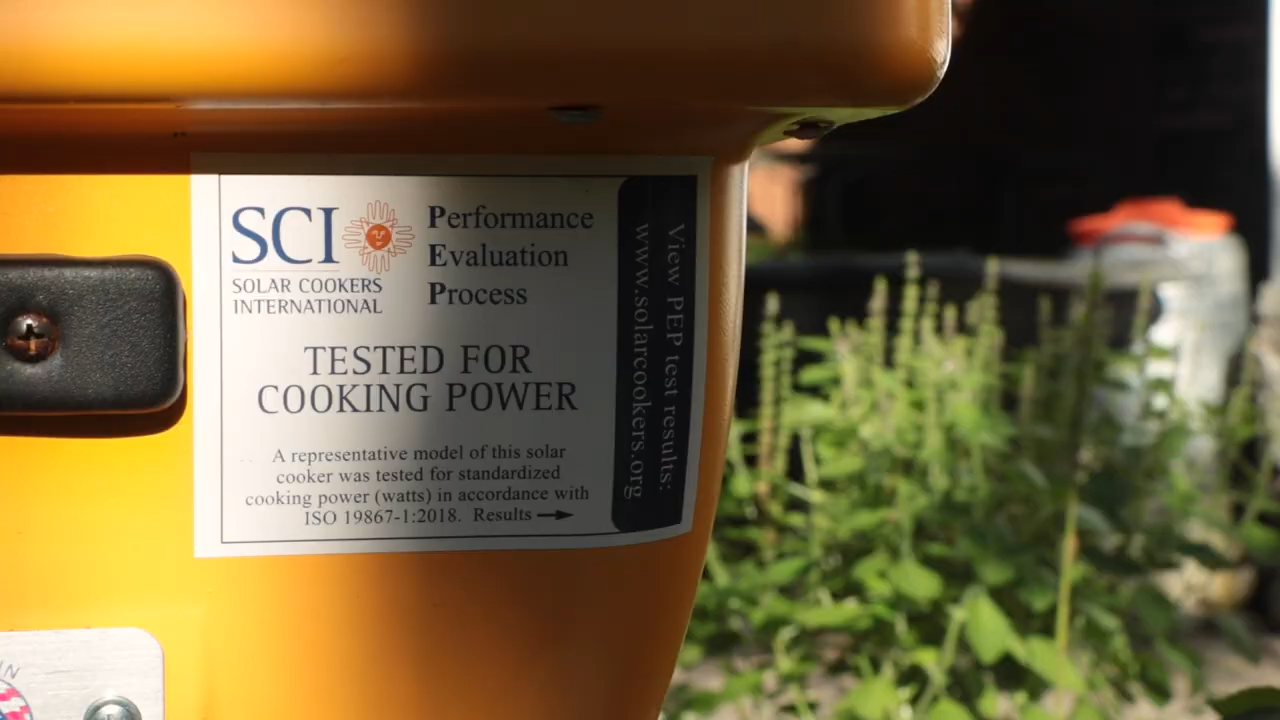 SCI
SOLAR COOKERS
INTERNATIONAL
Performance
Evaluation
Process
TESTED FOR
COOKING POWER
A representative model of this solar
cooker was tested for standardized
cooking power (watts) in accordance with
ISO 19867-1:2018. Results
View PEP test results:
www.solarcookers.org